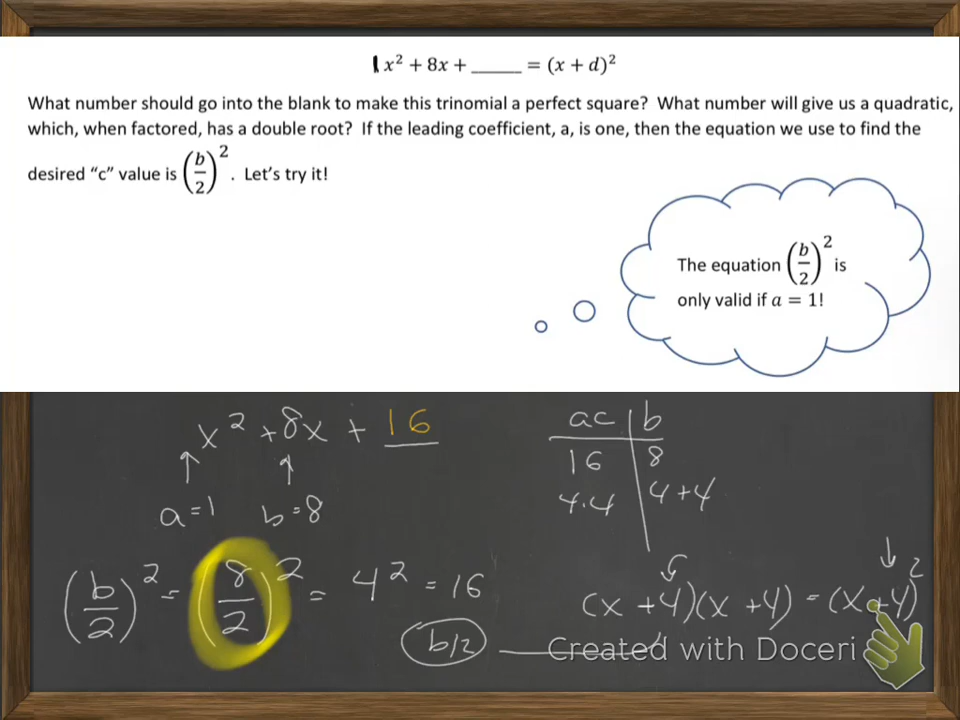 1x² + 8x + _____ = (x + d)²
What number should go into the blank to make this trinomial a perfect square? What number will give us a quadratic,
which, when factored, has a double root? If the leading coefficient, a, is one, then the equation we use to find the
desired “c” value is (b/2)². Let’s try it!
The equation (b/2)² is
only valid if a = 1!
x² + 8x + 16
a = 1 b = 8
(b/2)² = (8/2)² = 4² = 16
b/2
ac | b
16 | 8
4·4 | 4+4
(x + 4)(x + 4) = (x + 4)²
Created with Doceri